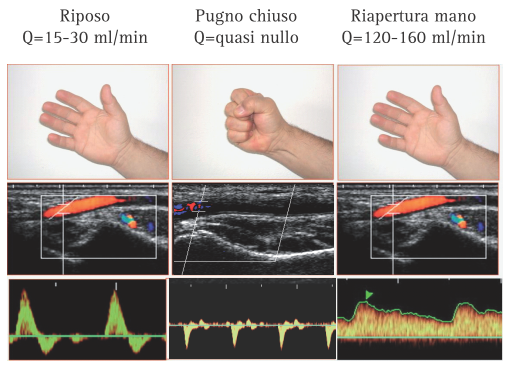 Riposo
Q=15-30 ml/min
Pugno chiuso
Q=quasi nullo
Riapertura mano
Q=120-160 ml/min